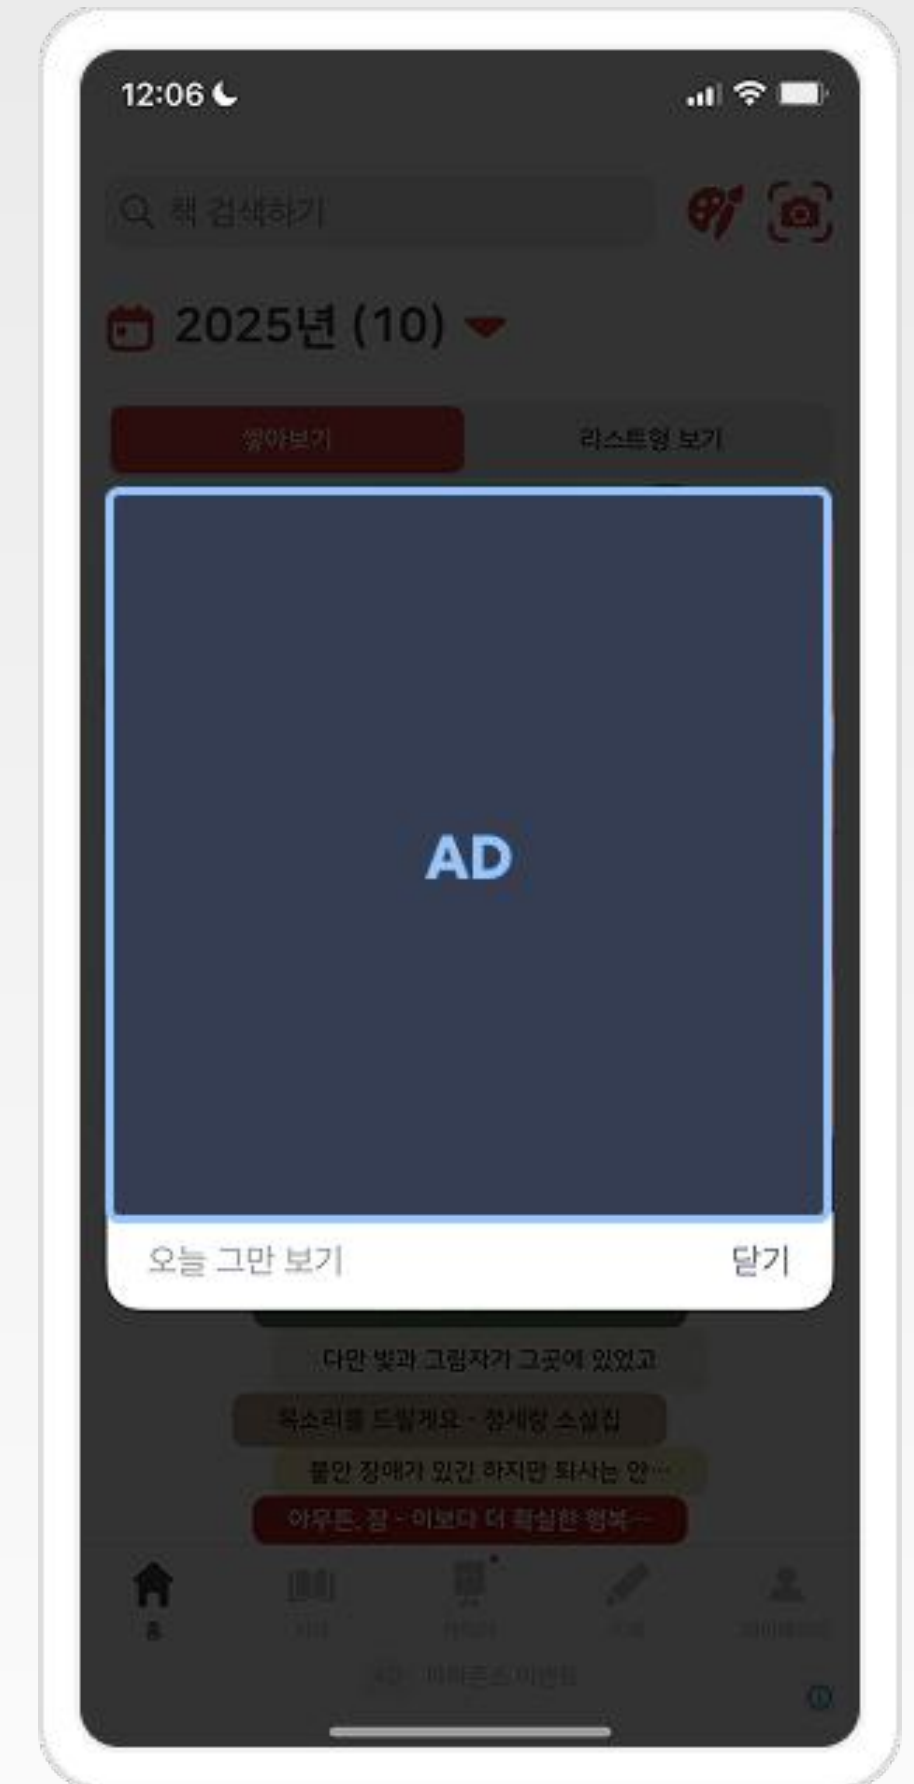 12:06
책 검색하기
2025년 (10)
쌓아보기
리스트형 보기
AD
오늘 그만 보기
닫기
다만 빛과 그림자가 그곳에 있었고
목소리를 드릴게요 - 정세랑 소설집
불안 장애가 있긴 하지만 퇴사는 안…
아무튼, 잠 - 이보다 더 확실한 행복…
홈